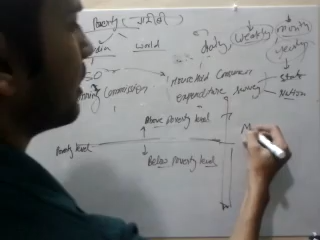 Poverty (गरीबी)
World daily, weekly, monthly
yearly
SO
Household Consumer State
Commission expenditure Survey Nation
Above Poverty level
Poverty level
Below Poverty level